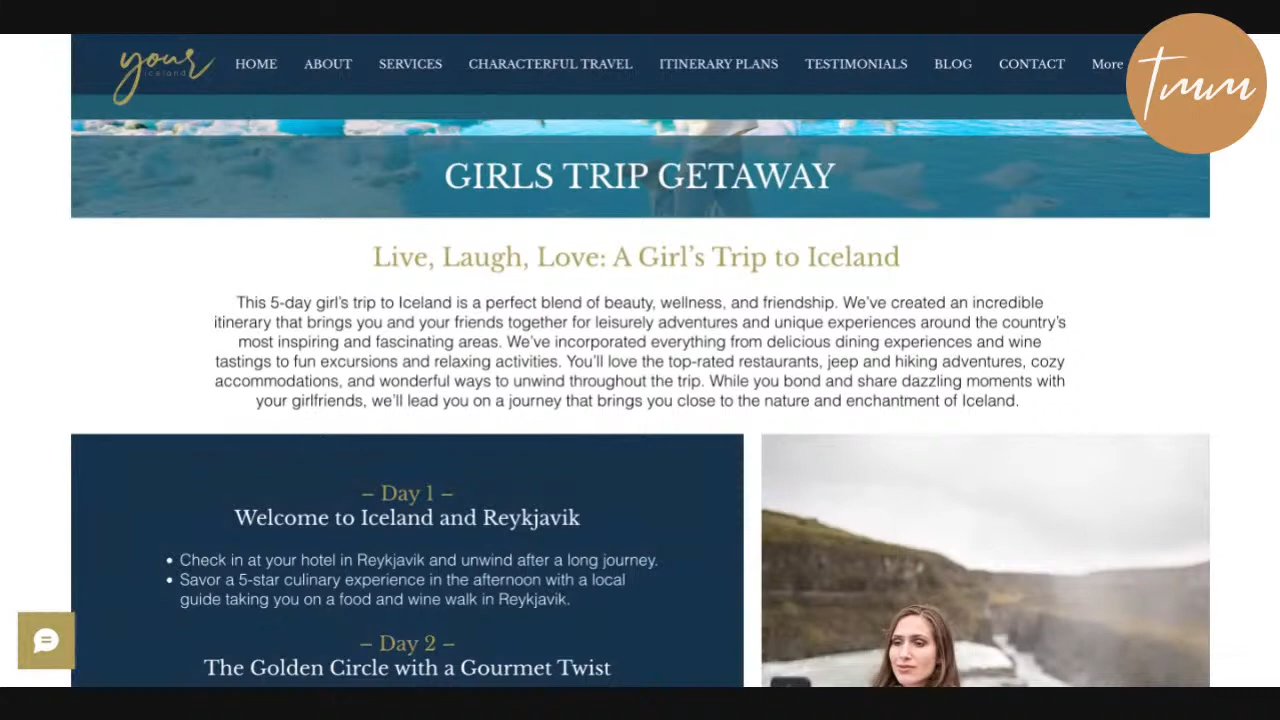 your
iceland
HOME ABOUT SERVICES CHARACTERFUL TRAVEL ITINERARY PLANS TESTIMONIALS BLOG CONTACT More
Tmm
GIRLS TRIP GETAWAY
Live, Laugh, Love: A Girl’s Trip to Iceland
This 5-day girl’s trip to Iceland is a perfect blend of beauty, wellness, and friendship. We’ve created an incredible
itinerary that brings you and your friends together for leisurely adventures and unique experiences around the country’s
most inspiring and fascinating areas. We’ve incorporated everything from delicious dining experiences and wine
tastings to fun excursions and relaxing activities. You’ll love the top-rated restaurants, jeep and hiking adventures, cozy
accommodations, and wonderful ways to unwind throughout the trip. While you bond and share dazzling moments with
your girlfriends, we’ll lead you on a journey that brings you close to the nature and enchantment of Iceland.
– Day 1 –
Welcome to Iceland and Reykjavik
• Check in at your hotel in Reykjavik and unwind after a long journey.
• Savor a 5-star culinary experience in the afternoon with a local
guide taking you on a food and wine walk in Reykjavik.
– Day 2 –
The Golden Circle with a Gourmet Twist